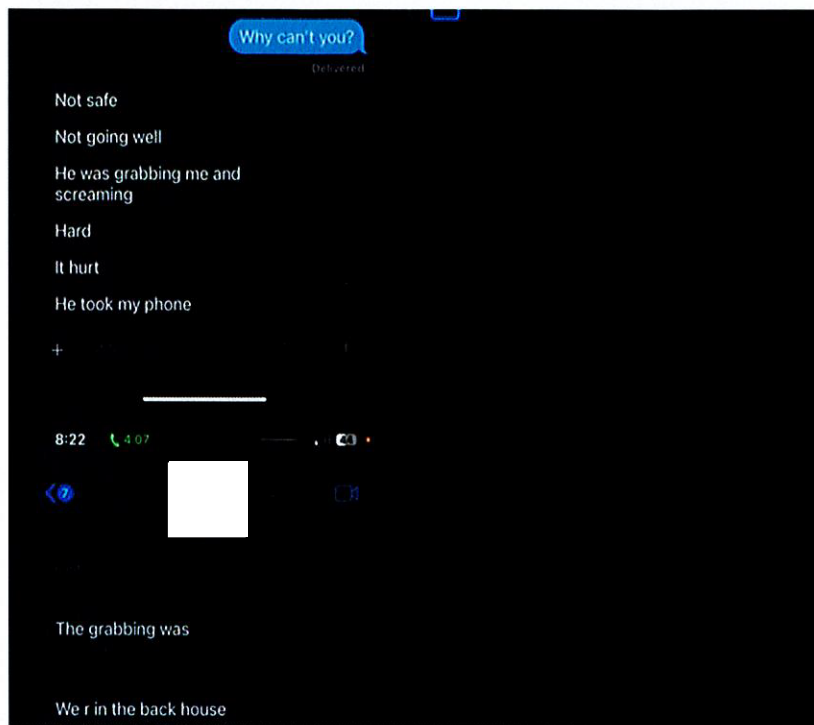 Why can't you?
Delivered
Not safe
Not going well
He was grabbing me and
screaming
Hard
It hurt
He took my phone
+
8:22 4:07 44
7
The grabbing was
We r in the back house